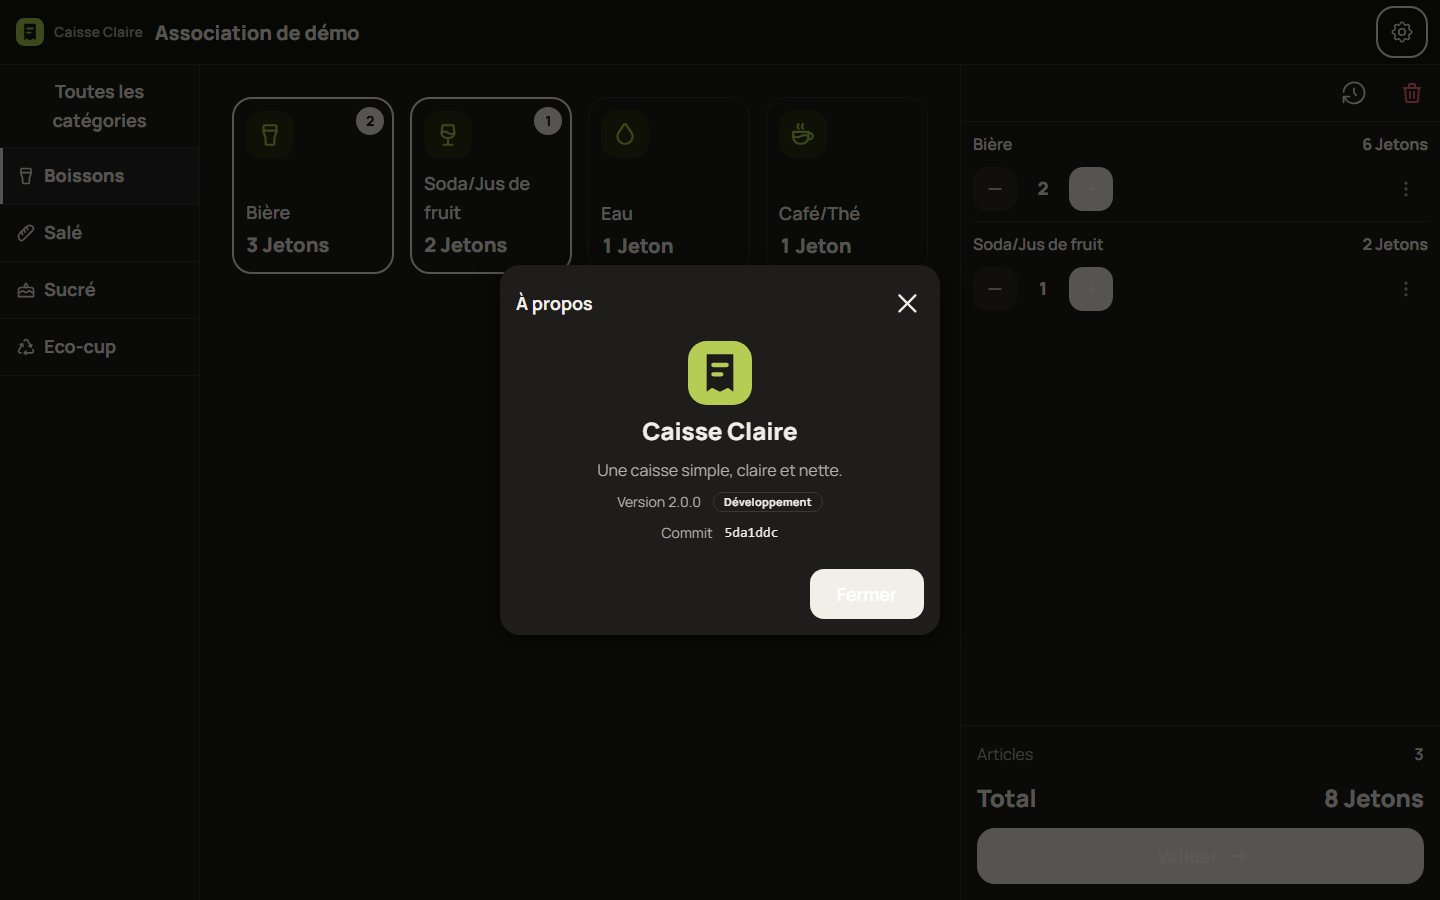 Caisse Claire Association de démo
Toutes les
catégories
Boissons
Salé
Sucré
Eco-cup
2
Bière
3 Jetons
1
Soda/Jus de
fruit
2 Jetons
Eau
1 Jeton
Café/Thé
1 Jeton
Bière 6 Jetons
2
Soda/Jus de fruit 2 Jetons
1
Articles 3
Total 8 Jetons
Valider
À propos
Caisse Claire
Une caisse simple, claire et nette.
Version 2.0.0 Développement
Commit 5da1ddc
Fermer